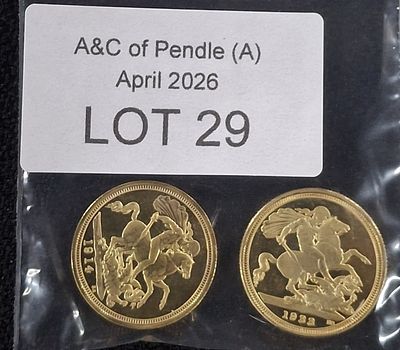 A&C of Pendle (A)
April 2026
LOT 29
1914
1922